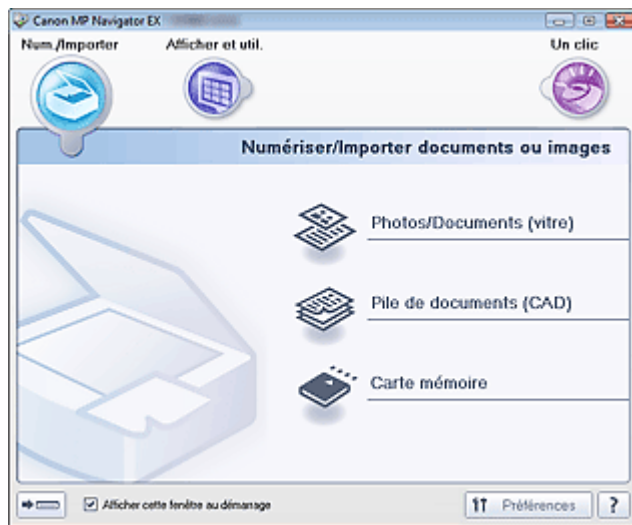 Canon MP Navigator EX
Num./Importer
Afficher et util.
Un clic
Numériser/Importer documents ou images
Photos/Documents (vitre)
Pile de documents (CAD)
Carte mémoire
Afficher cette fenêtre au démarrage
Préférences
?